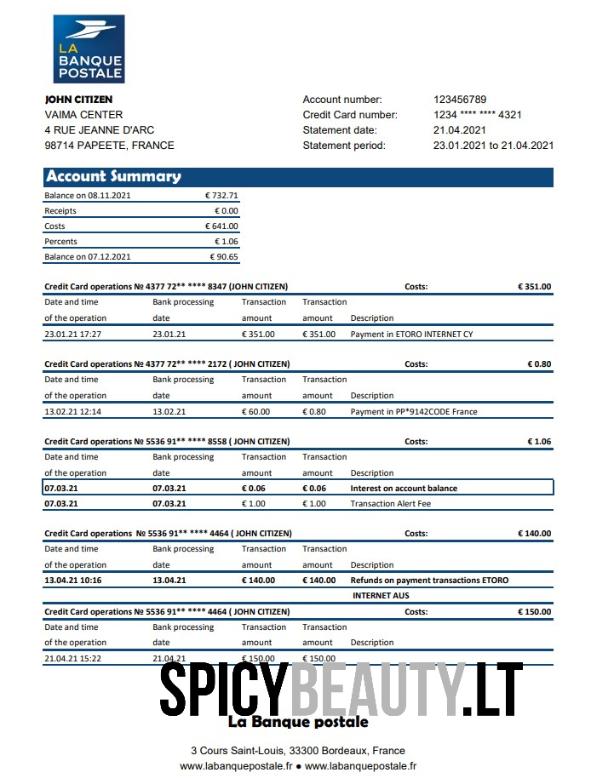 LA
BANQUE
POSTALE
JOHN CITIZEN
VAIMA CENTER
4 RUE JEANNE D'ARC
98714 PAPEETE, FRANCE
Account number: 123456789
Credit Card number: 1234 **** **** 4321
Statement date: 21.04.2021
Statement period: 23.01.2021 to 21.04.2021
Account Summary
Balance on 08.11.2021 € 732.71
Receipts € 0.00
Costs € 641.00
Percents € 1.06
Balance on 07.12.2021 € 90.65
Credit Card operations № 4377 72** **** 8347 (JOHN CITIZEN) Costs: € 351.00
Date and time Bank processing Transaction Transaction
of the operation date amount amount Description
23.01.21 17:27 23.01.21 € 351.00 € 351.00 Payment in ETORO INTERNET CY
Credit Card operations № 4377 72** **** 2172 ( JOHN CITIZEN) Costs: € 0.80
Date and time Bank processing Transaction Transaction
of the operation date amount amount Description
13.02.21 12:14 13.02.21 € 60.00 € 0.80 Payment in PP*9142CODE France
Credit Card operations № 5536 91** **** 8558 ( JOHN CITIZEN) Costs: € 1.06
Date and time Bank processing Transaction Transaction
of the operation date amount amount Description
07.03.21 07.03.21 € 0.06 € 0.06 Interest on account balance
07.03.21 07.03.21 € 1.00 € 1.00 Transaction Alert Fee
Credit Card operations № 5536 91** **** 4464 ( JOHN CITIZEN) Costs: € 140.00
Date and time Bank processing Transaction Transaction
of the operation date amount amount Description
13.04.21 10:16 13.04.21 € 140.00 € 140.00 Refunds on payment transactions ETORO
INTERNET AUS
Credit Card operations № 5536 91** **** 4464 ( JOHN CITIZEN) Costs: € 150.00
Date and time Bank processing Transaction Transaction
of the operation date amount amount Description
21.04.21 15:22 21.04.21 € 150.00 € 150.00
SPICYBEAUTY.LT
La Banque postale
3 Cours Saint-Louis, 33300 Bordeaux, France
www.labanquepostale.fr ● www.labanquepostale.fr